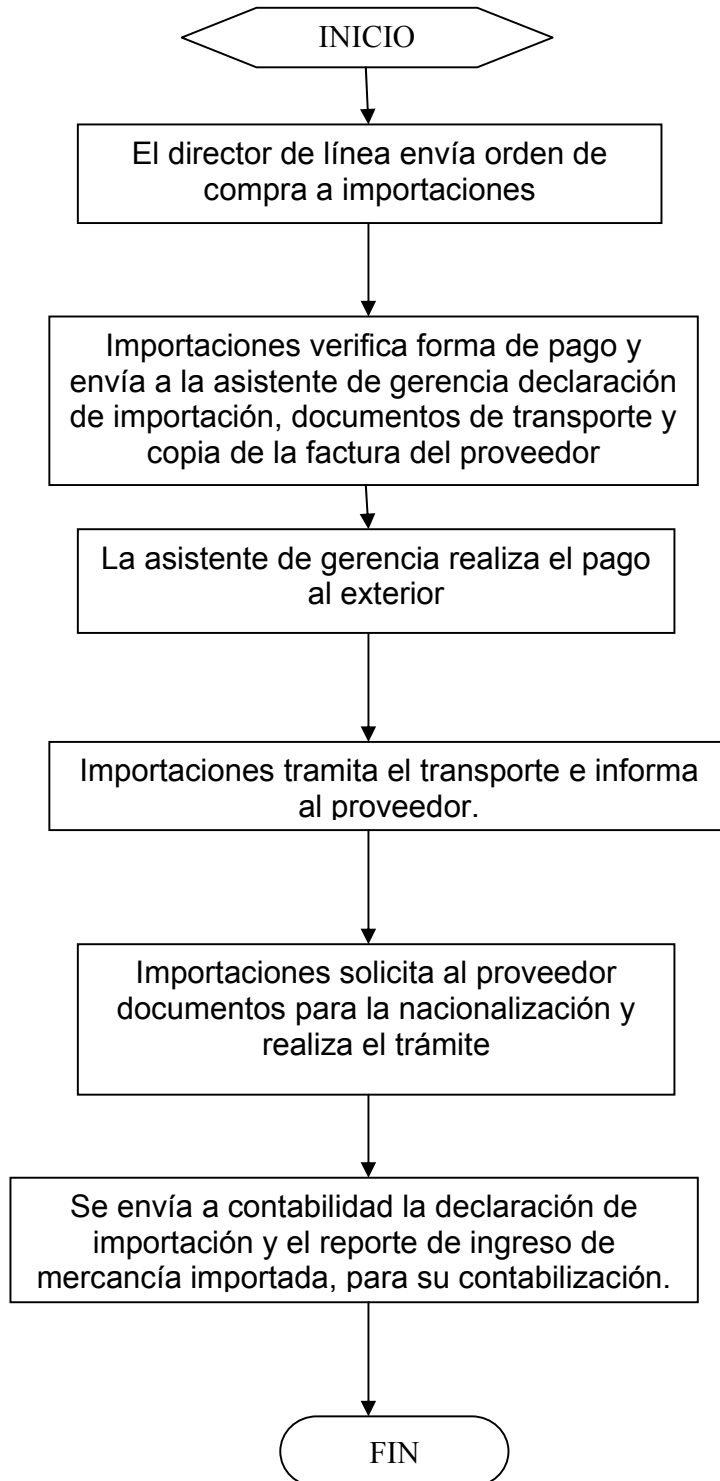 INICIO
El director de línea envía orden de
compra a importaciones
Importaciones verifica forma de pago y
envía a la asistente de gerencia declaración
de importación, documentos de transporte y
copia de la factura del proveedor
La asistente de gerencia realiza el pago
al exterior
Importaciones tramita el transporte e informa
al proveedor.
Importaciones solicita al proveedor
documentos para la nacionalización y
realiza el trámite
Se envía a contabilidad la declaración de
importación y el reporte de ingreso de
mercancía importada, para su contabilización.
FIN